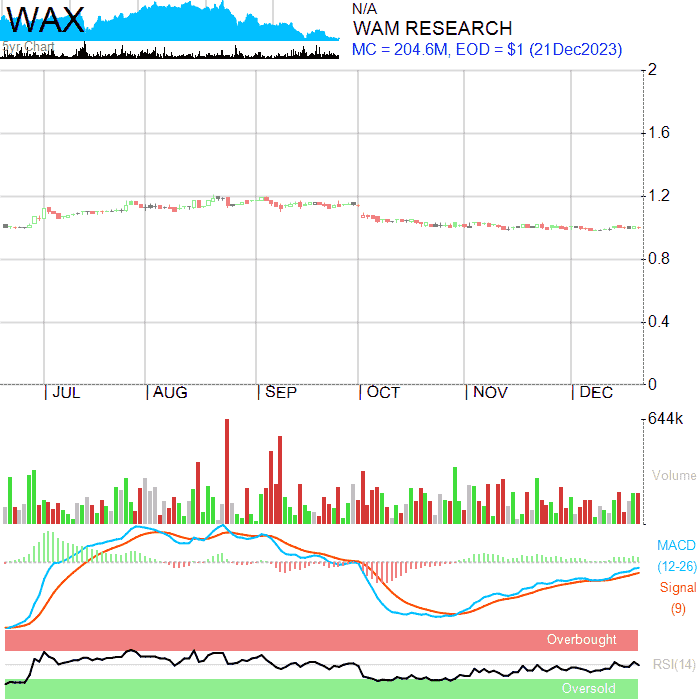 WAX
5yr Chart
N/A
WAM RESEARCH
MC = 204.6M, EOD = $1 (21Dec2023)
2
1.6
1.2
0.8
0.4
0
JUL
AUG
SEP
OCT
NOV
DEC
644k
Volume
MACD
(12-26)
Signal
(9)
Overbought
RSI(14)
Oversold